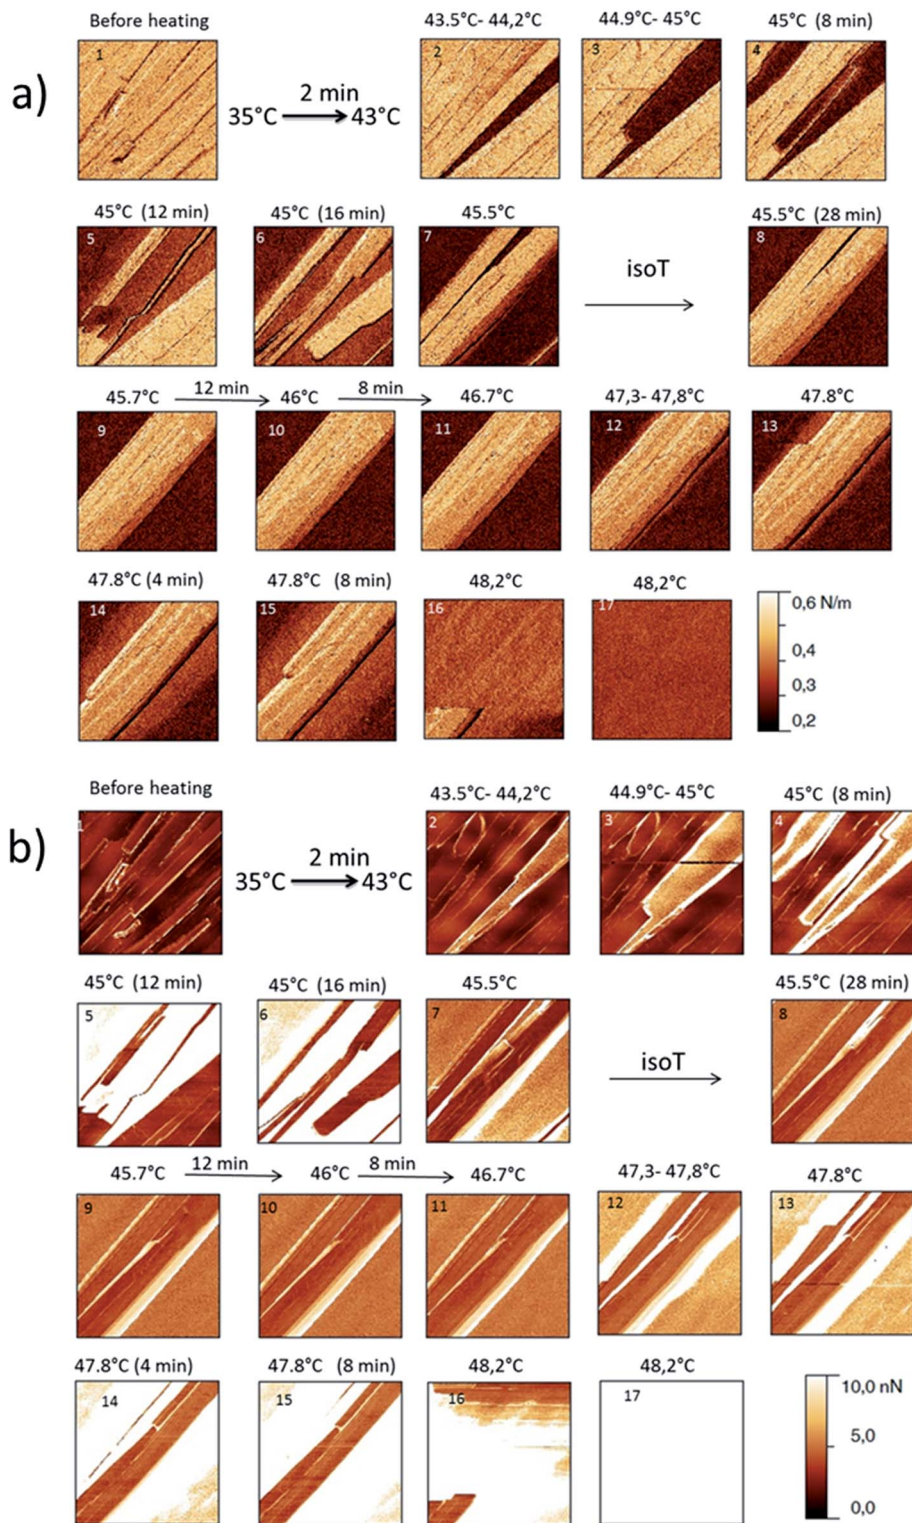 Before heating
43.5°C- 44,2°C
44.9°C- 45°C
45°C (8 min)
1
2
3
4
a)
2 min
35°C
43°C
45°C (12 min)
45°C (16 min)
45.5°C
45.5°C (28 min)
5
6
7
8
isoT
45.7°C
12 min
46°C
8 min
46.7°C
47,3- 47,8°C
47.8°C
9
10
11
12
13
47.8°C (4 min)
47.8°C (8 min)
48,2°C
48,2°C
14
15
16
17
0,6 N/m
0,4
0,3
0,2
Before heating
43.5°C- 44,2°C
44.9°C- 45°C
45°C (8 min)
1
2
3
4
b)
2 min
35°C
43°C
45°C (12 min)
45°C (16 min)
45.5°C
45.5°C (28 min)
5
6
7
8
isoT
45.7°C
12 min
46°C
8 min
46.7°C
47,3- 47,8°C
47.8°C
9
10
11
12
13
47.8°C (4 min)
47.8°C (8 min)
48,2°C
48,2°C
14
15
16
17
10,0 nN
5,0
0,0